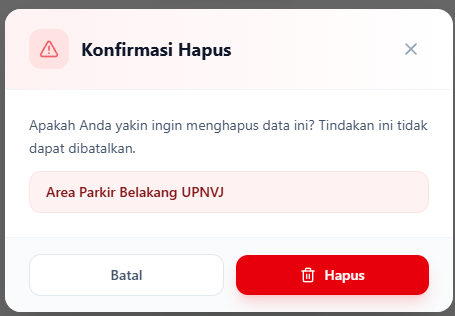 Konfirmasi Hapus
Apakah Anda yakin ingin menghapus data ini? Tindakan ini tidak
dapat dibatalkan.
Area Parkir Belakang UPNVJ
Batal
Hapus